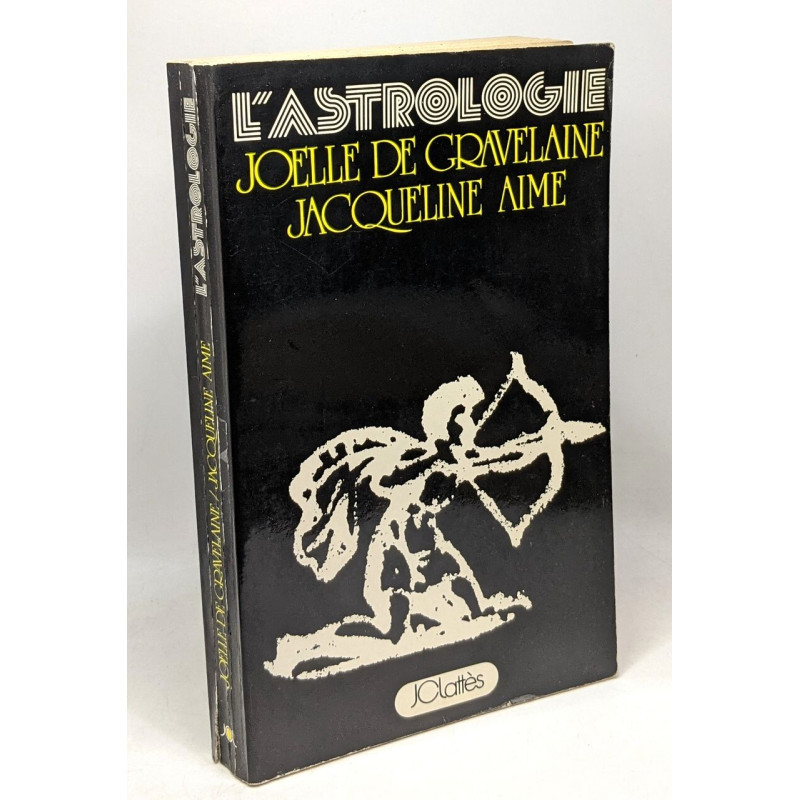 L'ASTROLOGIE
JOELLE DE GRAVELAINE
JACQUELINE AIME
JCLattès
L'ASTROLOGIE
JOELLE DE GRAVELAINE / JACQUELINE AIME